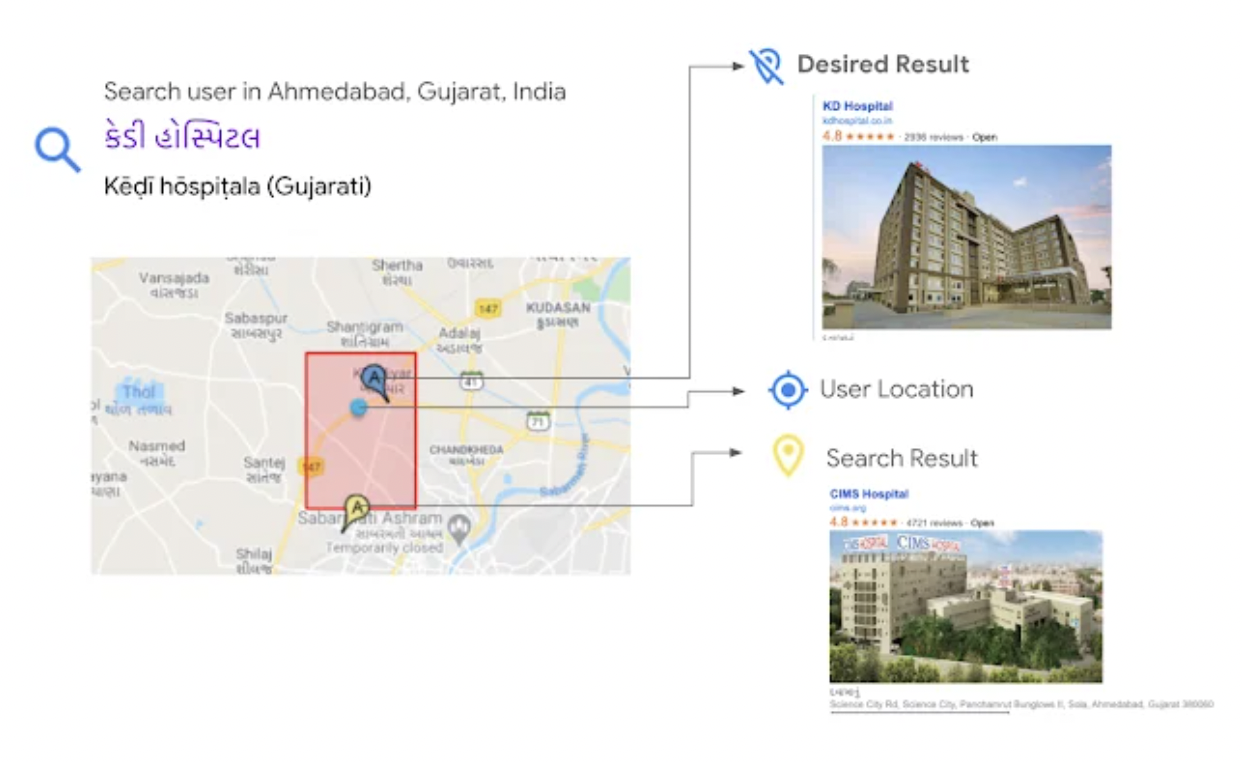 Search user in Ahmedabad, Gujarat, India
કેડી હોસ્પિટલ
Kēḍī hōspiṭala (Gujarati)
Desired Result
KD Hospital
kdhospital.co.in
4.8 ★★★★★ · 2936 reviews · Open
User Location
Search Result
CIMS Hospital
cims.org
4.8 ★★★★★ · 4721 reviews · Open
CIMS HOSPITAL CIMS HOSPITAL
Science City Rd, Science City, Panchamrut Bunglows II, Sola, Ahmedabad, Gujarat 380060
Shertha
શેરથા
Vansajada
વાંસજડા
147
KUDASAN
કુડાસણ
Sabaspur
સાબસપુર
Shantigram
શાંતિગ્રામ
Adalaj
અડાલજ
A
41
Thol
થોળ તળાવ
71
Nasmed
નાસમેદ
CHANDKHEDA
ચાંદખેડા
Santej
સાંતેજ
147
Sabarmati River
A
Ashram
સાબરમતી આશ્રમ
Temporarily closed
Shilaj
શીલજ